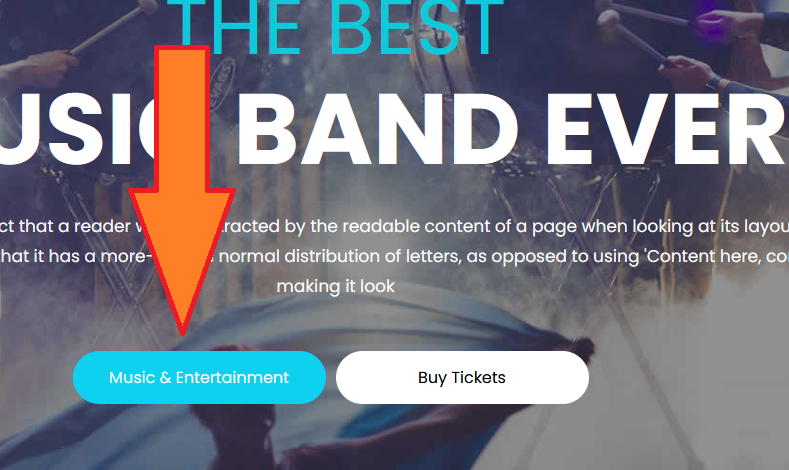 THE BEST
USIC BAND EVER
ct that a reader racted by the readable content of a page when looking at its layou
hat it has a more- normal distribution of letters, as opposed to using 'Content here, co
making it look
Music & Entertainment
Buy Tickets